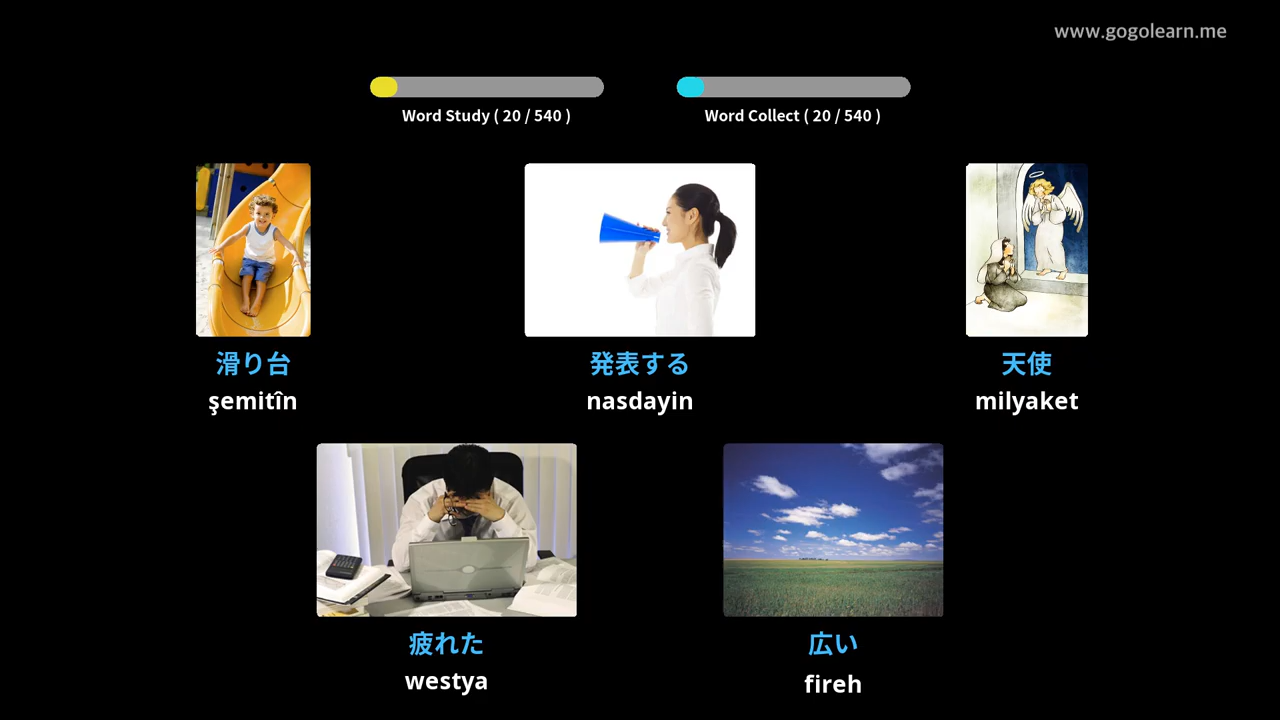 www.gogolearn.me
Word Study ( 20 / 540 )
Word Collect ( 20 / 540 )
滑り台
şemitîn
発表する
nasdayin
天使
milyaket
疲れた
westya
広い
fireh